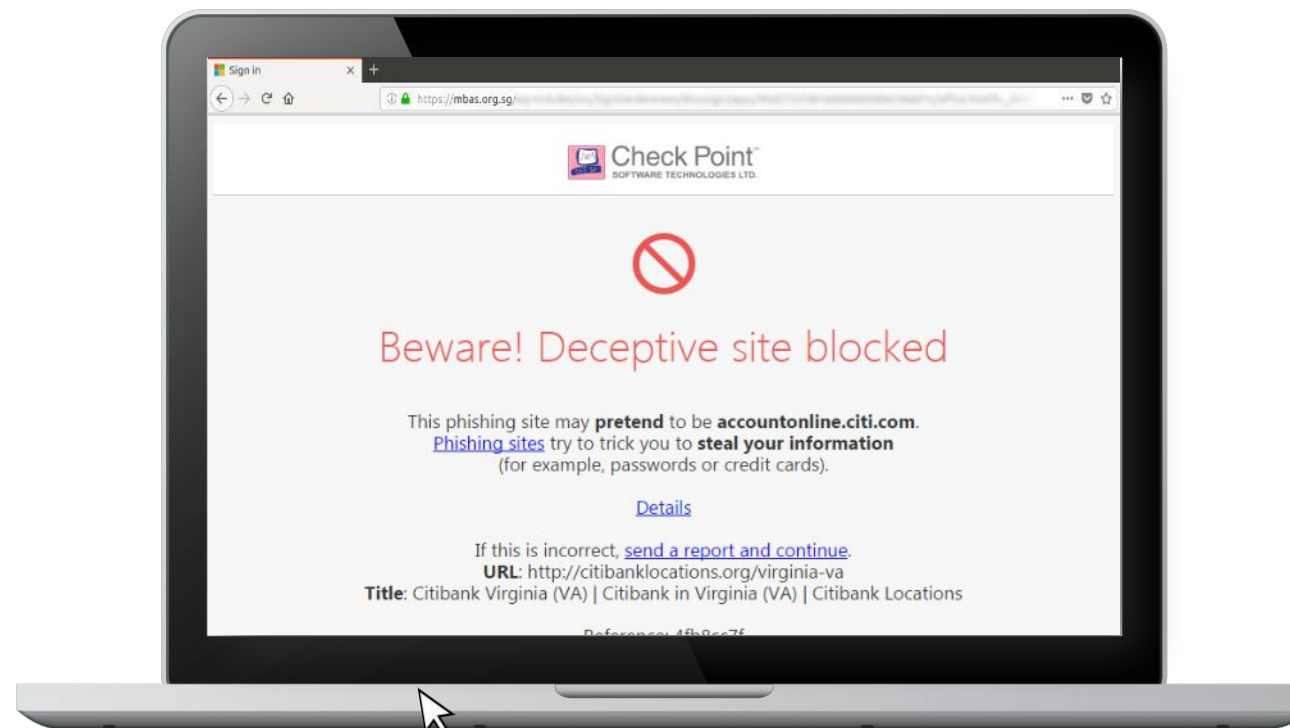 Sign in
https://mbas.org.sg/
Check Point™
SOFTWARE TECHNOLOGIES LTD.
Beware! Deceptive site blocked
This phishing site may pretend to be accountonline.citi.com.
Phishing sites try to trick you to steal your information
(for example, passwords or credit cards).
Details
If this is incorrect, send a report and continue.
URL: http://citibanklocations.org/virginia-va
Title: Citibank Virginia (VA) | Citibank in Virginia (VA) | Citibank Locations